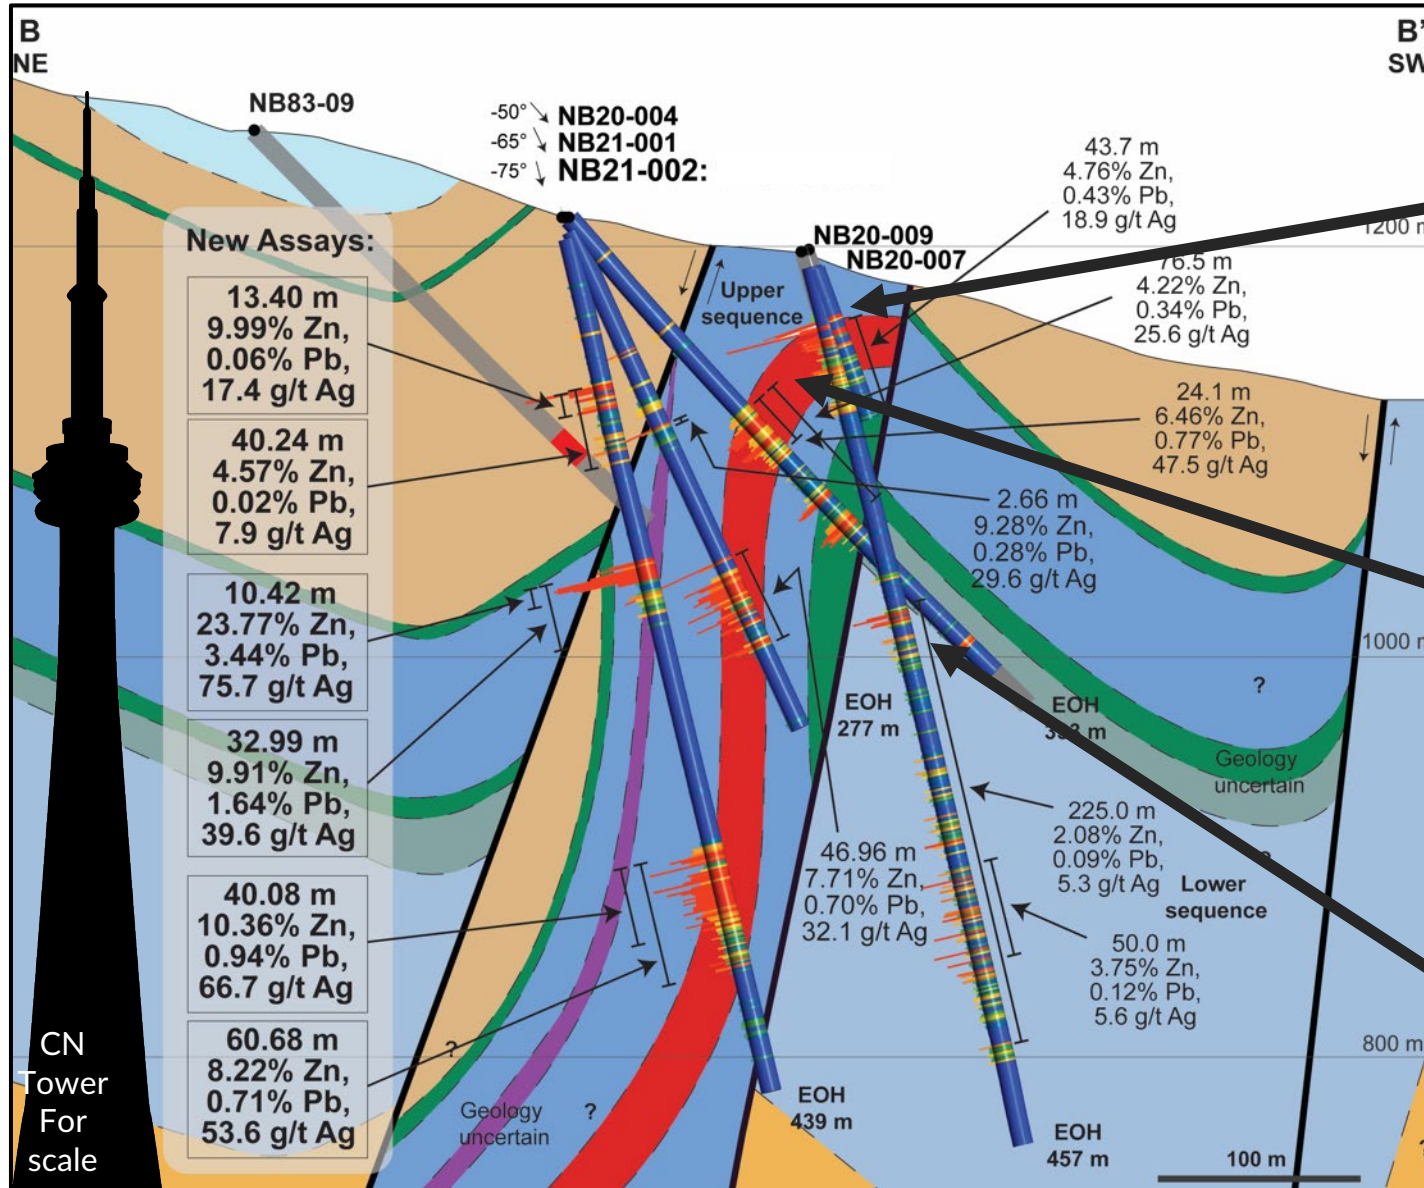 B
NE
B'
SW
NB83-09
-50° NB20-004
-65° NB21-001
-75° NB21-002:
43.7 m
4.76% Zn,
0.43% Pb,
18.9 g/t Ag
1200 m
NB20-009
NB20-007
76.5 m
4.22% Zn,
0.34% Pb,
25.6 g/t Ag
Upper
sequence
New Assays:
13.40 m
9.99% Zn,
0.06% Pb,
17.4 g/t Ag
40.24 m
4.57% Zn,
0.02% Pb,
7.9 g/t Ag
10.42 m
23.77% Zn,
3.44% Pb,
75.7 g/t Ag
32.99 m
9.91% Zn,
1.64% Pb,
39.6 g/t Ag
40.08 m
10.36% Zn,
0.94% Pb,
66.7 g/t Ag
60.68 m
8.22% Zn,
0.71% Pb,
53.6 g/t Ag
24.1 m
6.46% Zn,
0.77% Pb,
47.5 g/t Ag
2.66 m
9.28% Zn,
0.28% Pb,
29.6 g/t Ag
1000 m
?
EOH
277 m
EOH
m
Geology
uncertain
225.0 m
2.08% Zn,
0.09% Pb,
5.3 g/t Ag
46.96 m
7.71% Zn,
0.70% Pb,
32.1 g/t Ag
?
Lower
sequence
50.0 m
3.75% Zn,
0.12% Pb,
5.6 g/t Ag
800 m
?
CN
Tower
For
scale
Geology
uncertain
?
EOH
439 m
EOH
457 m
100 m
?